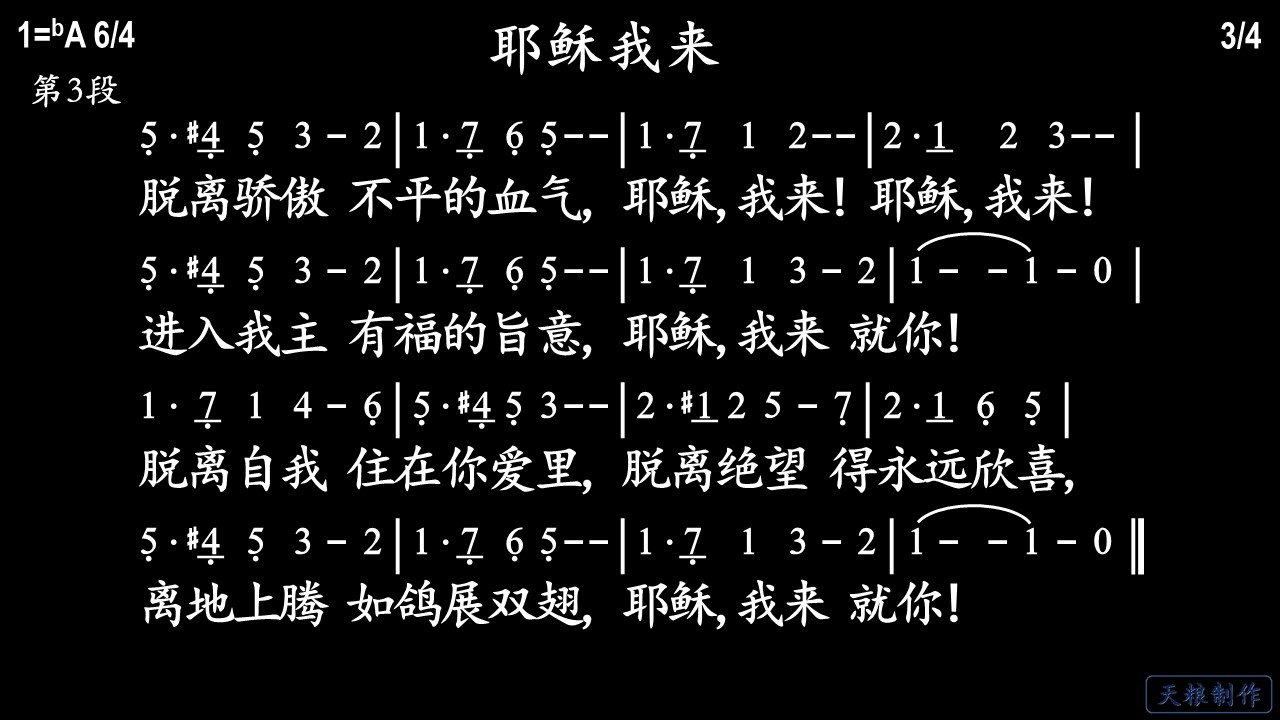 1=ᵇA 6/4
耶稣我来
3/4
第3段
5̣·#4̣ 5̣ 3 - 2|1·7̣ 6̣ 5̣--|1·7̣ 1 2--|2·1 2 3--|
脱离骄傲 不平的血气, 耶稣,我来! 耶稣,我来!
5̣·#4̣ 5̣ 3 - 2|1·7̣ 6̣ 5̣--|1·7̣ 1 3 - 2|1 - - 1 - 0|
进入我主 有福的旨意, 耶稣,我来 就你!
1·7̣ 1 4 - 6̣|5̣·#4̣ 5̣ 3--|2·#1 2 5 - 7̣|2·1 6̣ 5̣|
脱离自我 住在你爱里, 脱离绝望 得永远欣喜,
5̣·#4̣ 5̣ 3 - 2|1·7̣ 6̣ 5̣--|1·7̣ 1 3 - 2|1 - - 1 - 0‖
离地上腾 如鸽展双翅, 耶稣,我来 就你!
天粮制作